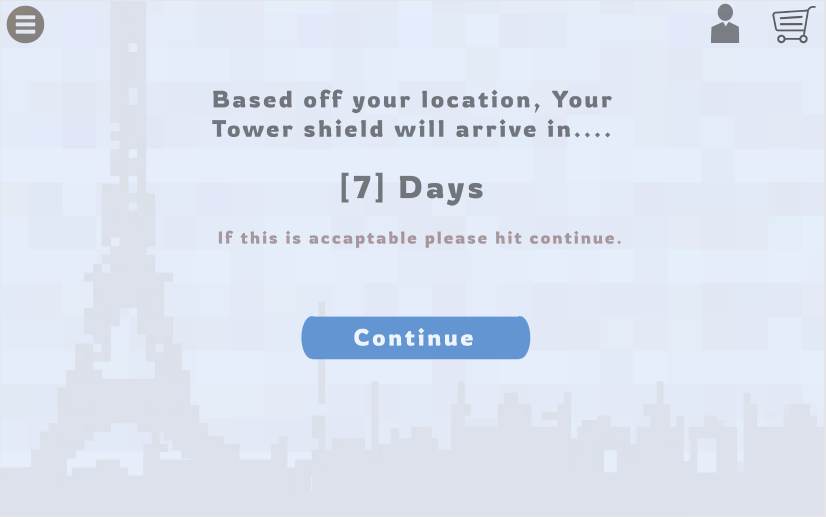 Based off your location, Your
Tower shield will arrive in....
[7] Days
If this is accaptable please hit continue.
Continue